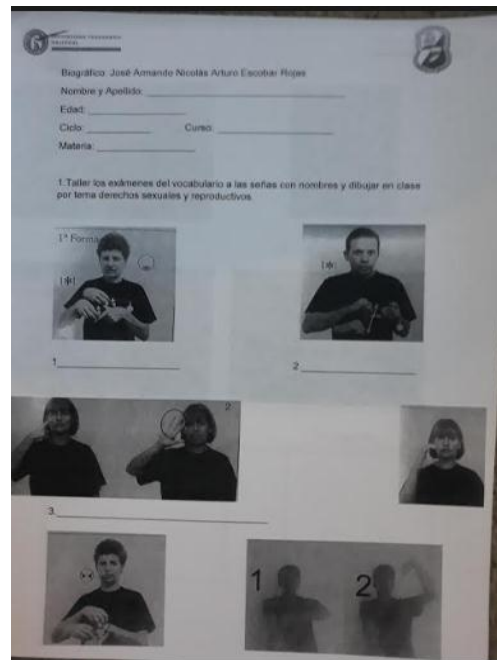 Biográfico: José Armando Nicolás Arturo Escobar Rojas
Nombre y Apellido:
Edad:
Ciclo: Curso:
Materia:
1.Taller los exámenes del vocabulario a las señas con nombres y dibujar en clase
por tema derechos sexuales y reproductivos.
1ª Forma
[*] [*]
1 2
2
3.
1 2